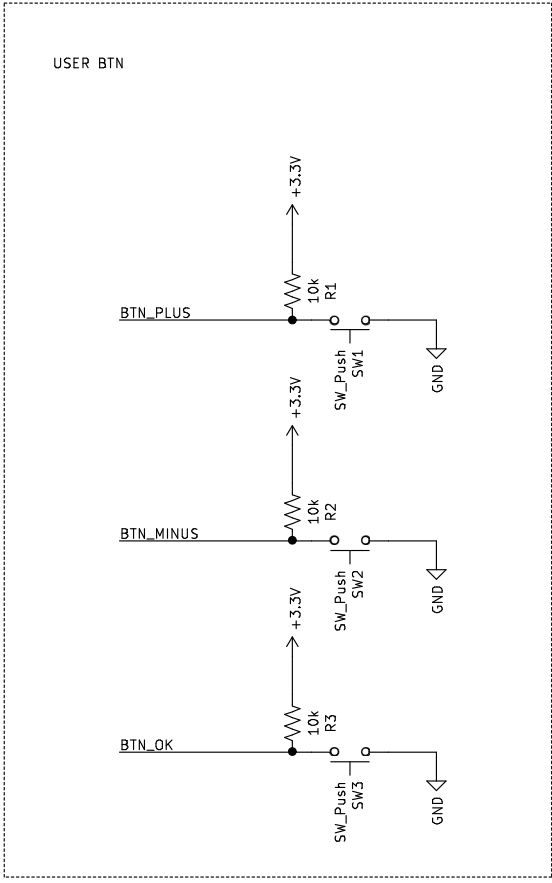 USER BTN
+3.3V
10k
R1
BTN_PLUS
SW_Push
SW1
GND
+3.3V
10k
R2
BTN_MINUS
SW_Push
SW2
GND
+3.3V
10k
R3
BTN_OK
SW_Push
SW3
GND